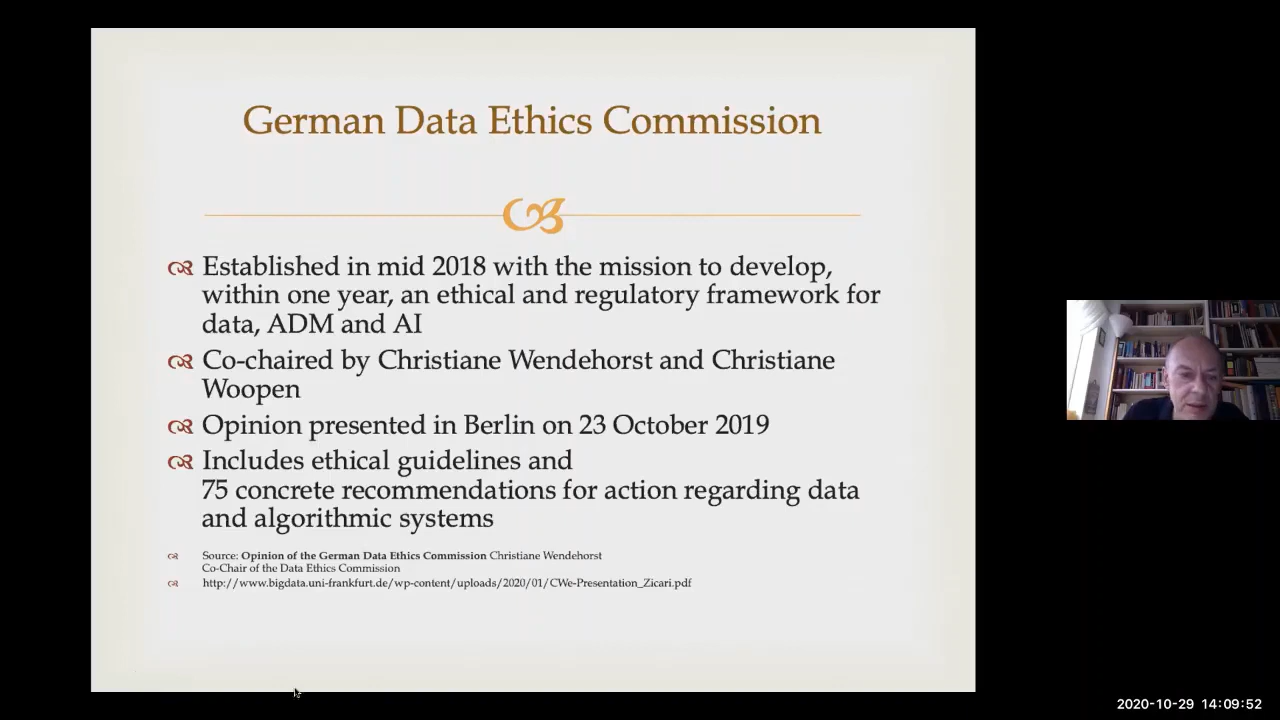 German Data Ethics Commission
Established in mid 2018 with the mission to develop,
within one year, an ethical and regulatory framework for
data, ADM and AI
Co-chaired by Christiane Wendehorst and Christiane
Woopen
Opinion presented in Berlin on 23 October 2019
Includes ethical guidelines and
75 concrete recommendations for action regarding data
and algorithmic systems
Source: Opinion of the German Data Ethics Commission Christiane Wendehorst
Co-Chair of the Data Ethics Commission
http://www.bigdata.uni-frankfurt.de/wp-content/uploads/2020/01/CWe-Presentation_Zicari.pdf
2020-10-29 14:09:52